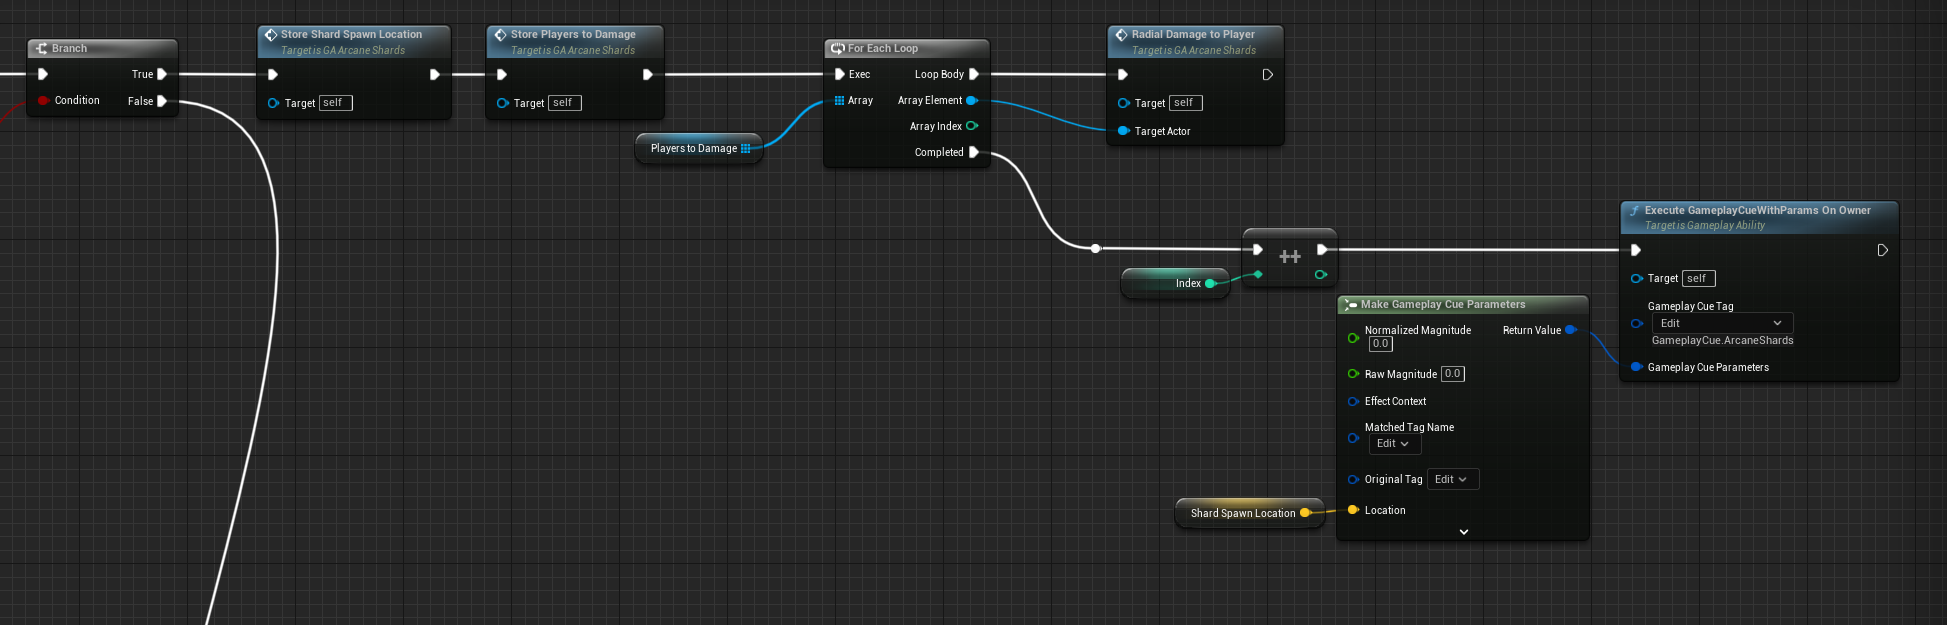 Branch
True
Condition
False
Store Shard Spawn Location
Target is GA Arcane Shards
Target self
Store Players to Damage
Target is GA Arcane Shards
Target self
Players to Damage
For Each Loop
Exec
Loop Body
Array
Array Element
Array Index
Completed
Radial Damage to Player
Target is GA Arcane Shards
Target self
Target Actor
Index
++
Make Gameplay Cue Parameters
Normalized Magnitude
Return Value
0.0
Raw Magnitude 0.0
Effect Context
Matched Tag Name
Edit
Original Tag Edit
Location
Shard Spawn Location
f Execute GameplayCueWithParams On Owner
Target is Gameplay Ability
Target self
Gameplay Cue Tag
Edit
GameplayCue.ArcaneShards
Gameplay Cue Parameters